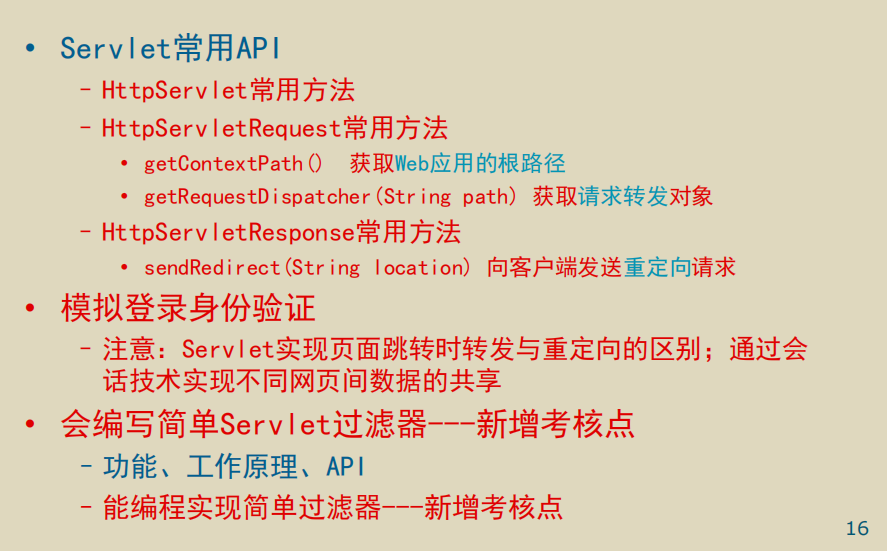 • Servlet常用API
– HttpServlet常用方法
– HttpServletRequest常用方法
• getContextPath() 获取Web应用的根路径
• getRequestDispatcher(String path) 获取请求转发对象
– HttpServletResponse常用方法
• sendRedirect(String location) 向客户端发送重定向请求
• 模拟登录身份验证
– 注意：Servlet实现页面跳转时转发与重定向的区别；通过会
话技术实现不同网页间数据的共享
• 会编写简单Servlet过滤器---新增考核点
– 功能、工作原理、API
– 能编程实现简单过滤器---新增考核点
16